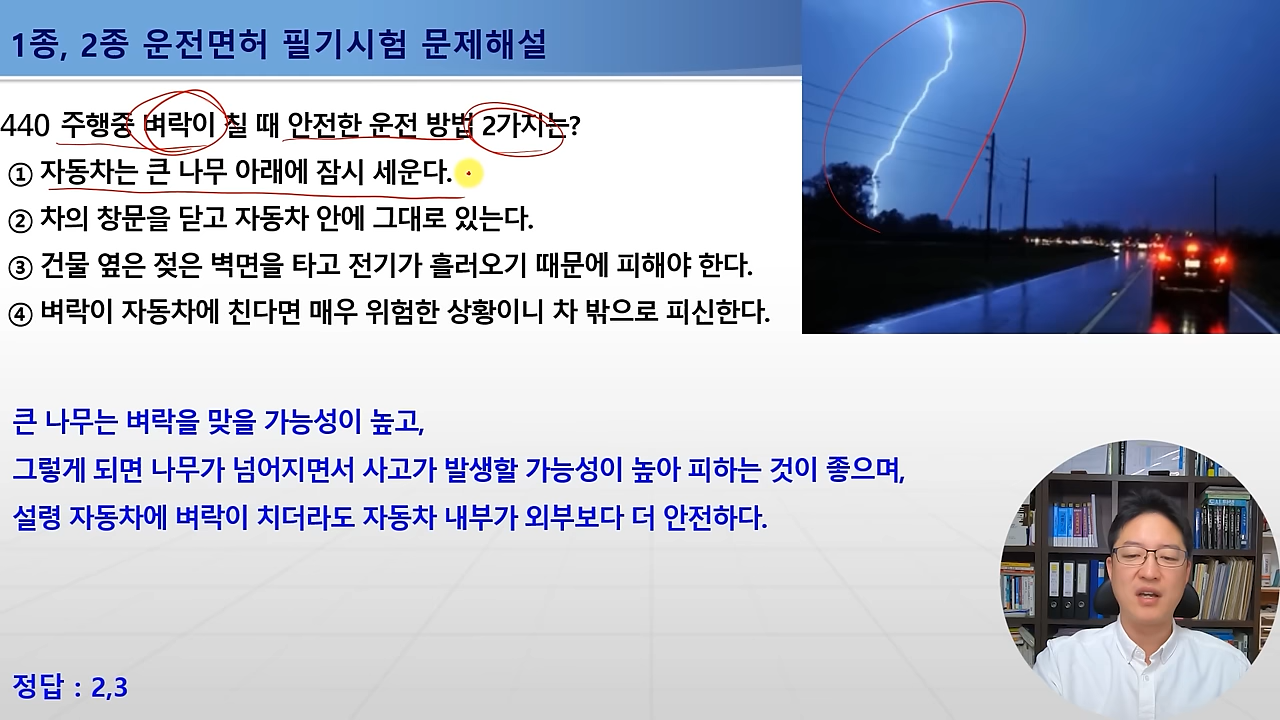 1종, 2종 운전면허 필기시험 문제해설
440 주행중 벼락이 칠 때 안전한 운전 방법 2가지는?
① 자동차는 큰 나무 아래에 잠시 세운다.
② 차의 창문을 닫고 자동차 안에 그대로 있는다.
③ 건물 옆은 젖은 벽면을 타고 전기가 흘러오기 때문에 피해야 한다.
④ 벼락이 자동차에 친다면 매우 위험한 상황이니 차 밖으로 피신한다.
큰 나무는 벼락을 맞을 가능성이 높고,
그렇게 되면 나무가 넘어지면서 사고가 발생할 가능성이 높아 피하는 것이 좋으며,
설령 자동차에 벼락이 치더라도 자동차 내부가 외부보다 더 안전하다.
정답 : 2,3